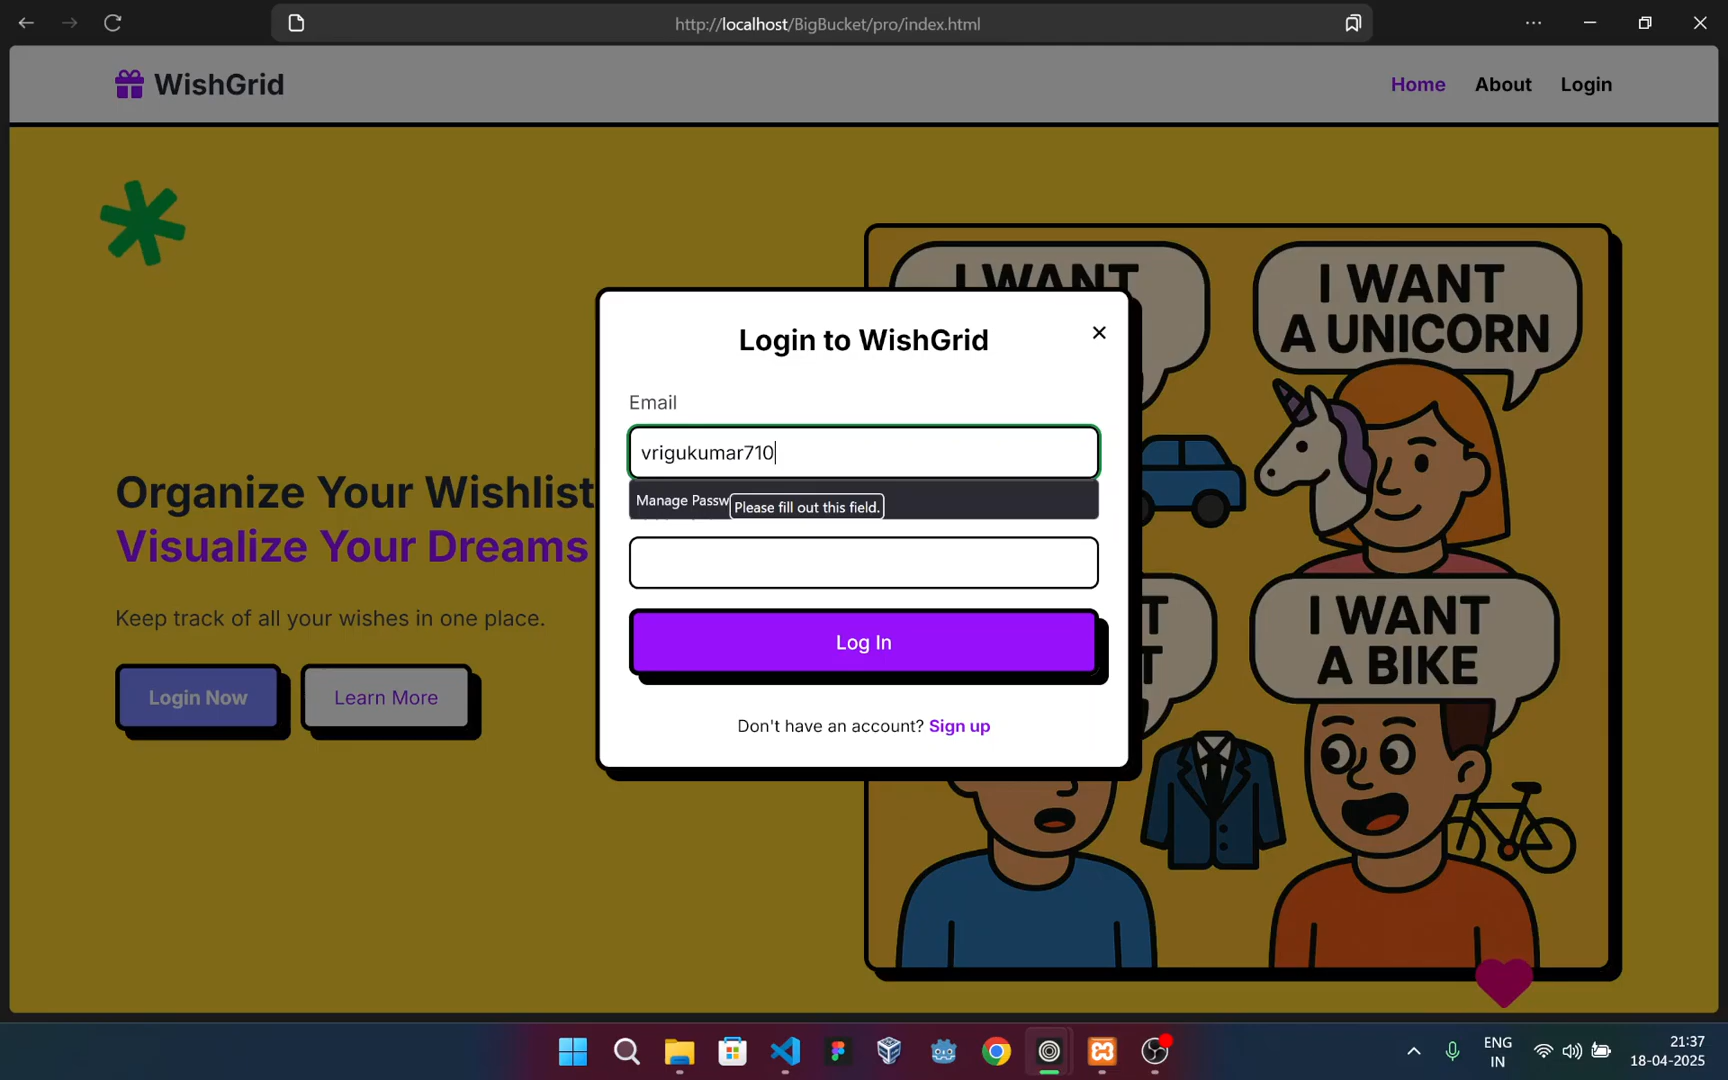 http://localhost/BigBucket/pro/index.html
WishGrid
Home
About
Login
I WANT
I WANT
A UNICORN
Login to WishGrid
Email
vrigukumar710
Manage Passw
Please fill out this field.
Organize Your Wishlist
Visualize Your Dreams
Keep track of all your wishes in one place.
Login Now
Learn More
Log In
Don't have an account? Sign up
T
T
I WANT
A BIKE
ENG
IN
21:37
18-04-2025